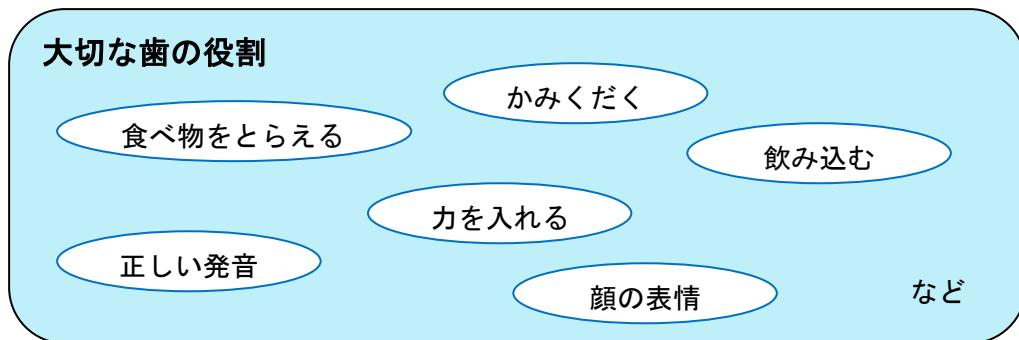 大切な歯の役割
かみくだく
食べ物をとらえる
飲み込む
力を入れる
正しい発音
顔の表情
など